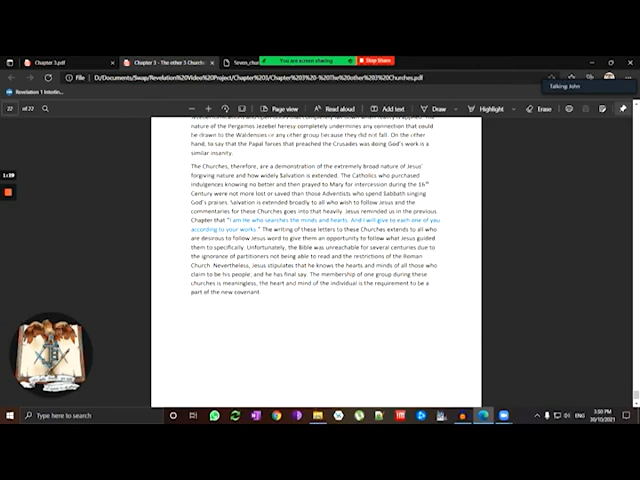 Chapter 3.pdf
Chapter 3 - The other 3 Church
Seven_chu
You are screen sharing
Stop Share
File
D:/Documents/Swap/Revelation%20Video%20Project/Chapter%203/Chapter%203%20-%20The%20other%203%20Churches.pdf
Talking: John
Revelation 1 Interlin...
22 of 22
Page view
Read aloud
Add text
Draw
Highlight
Erase
nature of the Pergamos Jezebel heresy completely undermines any connection that could
be drawn to the Waldensies or any other group because they did not fall. On the other
hand, to say that the Papal forces that preached the Crusades was doing God's work is a
similar insanity.
The Churches, therefore, are a demonstration of the extremely broad nature of Jesus'
forgiving nature and how widely Salvation is extended. The Catholics who purchased
indulgences knowing no better and then prayed to Mary for intercession during the 16th
Century were not more lost or saved than those Adventists who spend Sabbath singing
God's praises. Salvation is extended broadly to all who wish to follow Jesus and the
commentaries for these Churches goes into that heavily. Jesus reminded us in the previous
Chapter that "I am He who searches the minds and hearts. And I will give to each one of you
according to your works." The writing of these letters to these Churches extends to all who
are desirous to follow Jesus word to give them an opportunity to follow what Jesus guided
them to specifically. Unfortunately, the Bible was unreachable for several centuries due to
the ignorance of partitioners not being able to read and the restrictions of the Roman
Church. Nevertheless, Jesus stipulates that he knows the hearts and minds of all those who
claim to be his people, and he has final say. The membership of one group during these
churches is meaningless, the heart and mind of the individual is the requirement to be a
part of the new covenant.
1:19
Type here to search
ENG
3:50 PM
30/10/2021